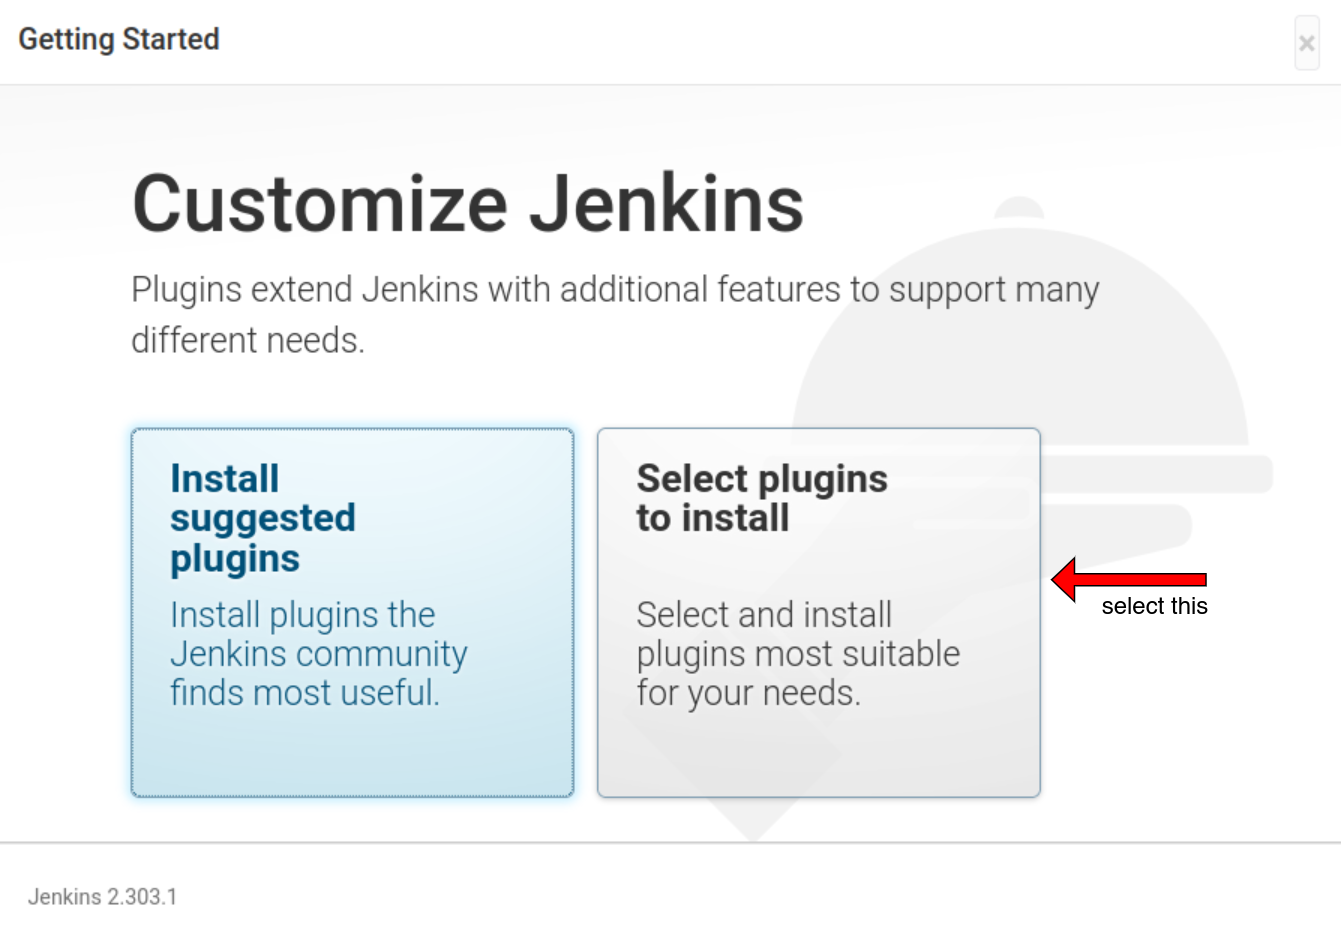 Getting Started
×
Customize Jenkins
Plugins extend Jenkins with additional features to support many
different needs.
Install
suggested
plugins
Install plugins the
Jenkins community
finds most useful.
Select plugins
to install
Select and install
plugins most suitable
for your needs.
select this
Jenkins 2.303.1